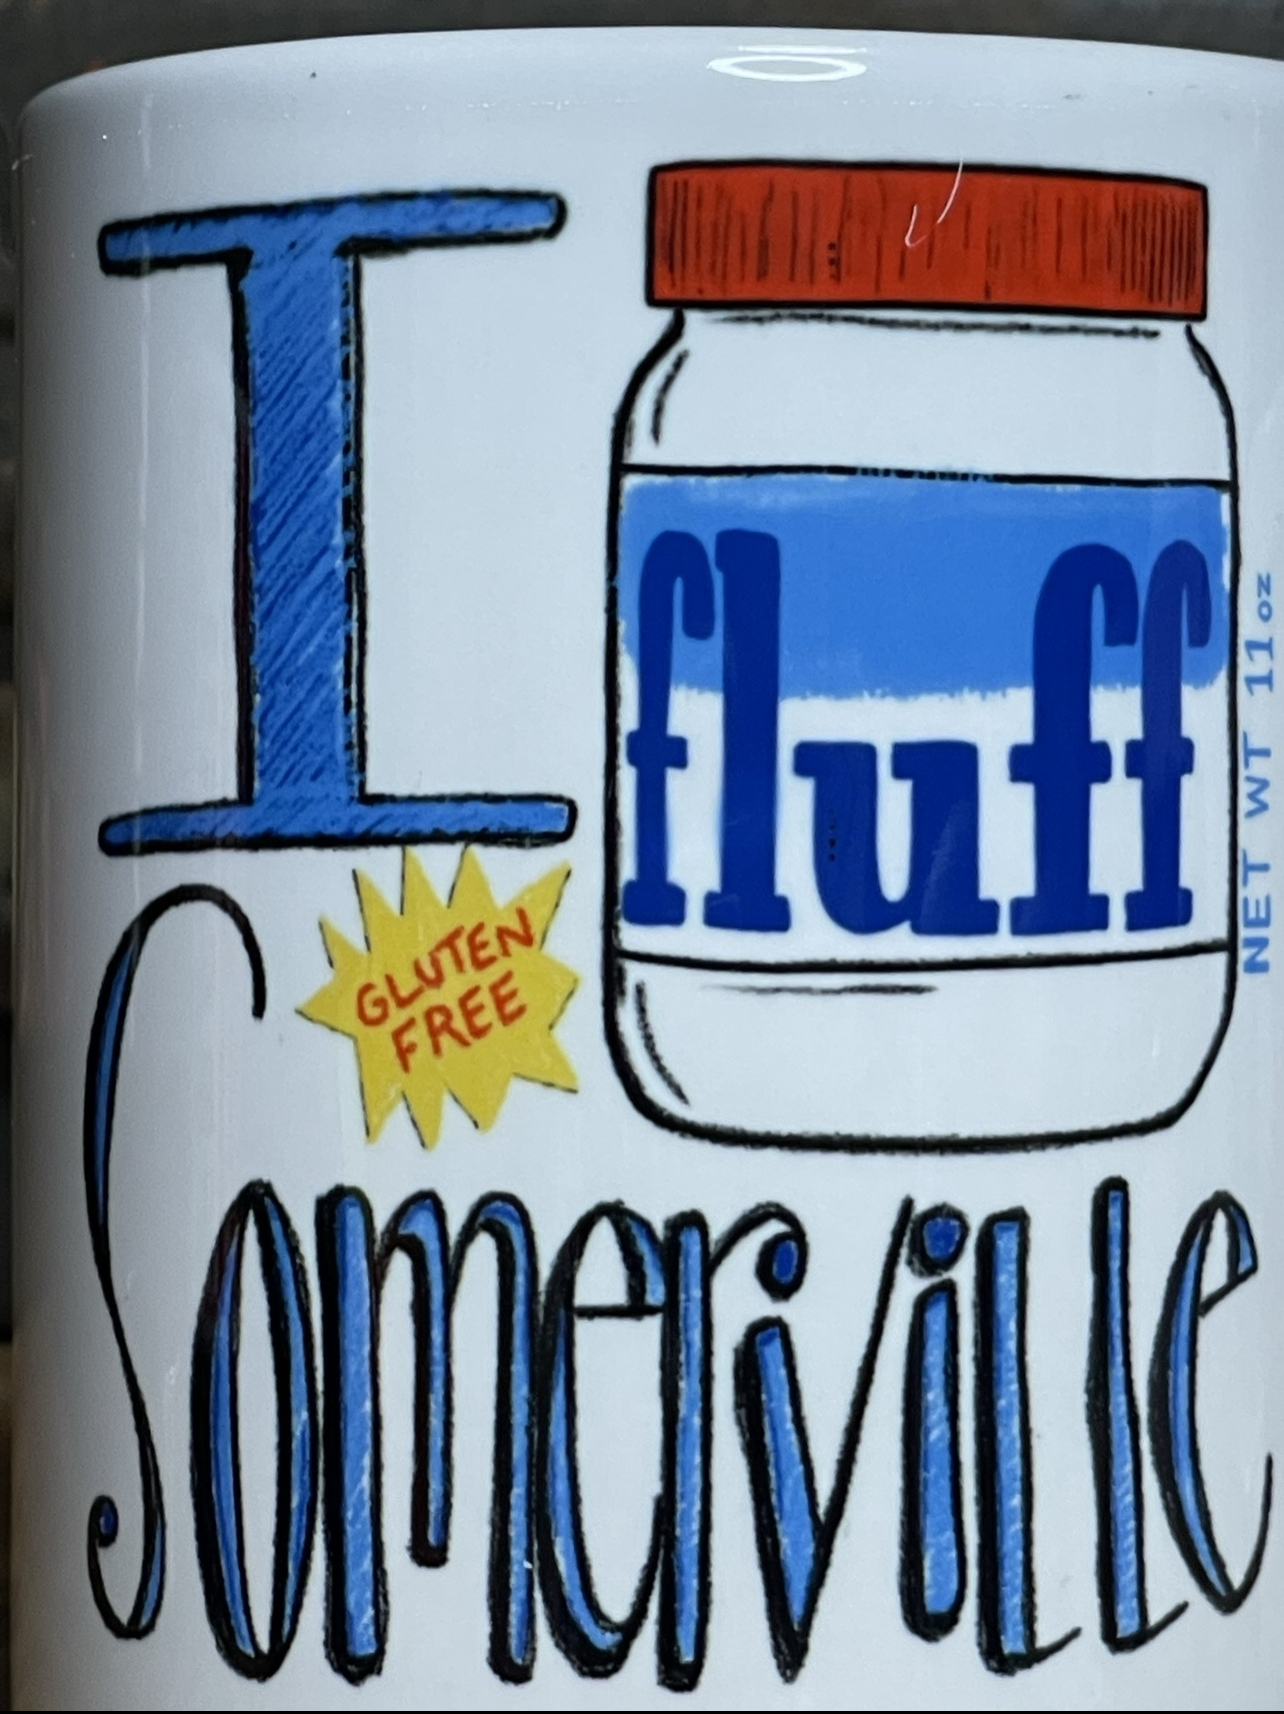 I
fluff
NET WT 11 oz
GLUTEN
FREE
Somerville